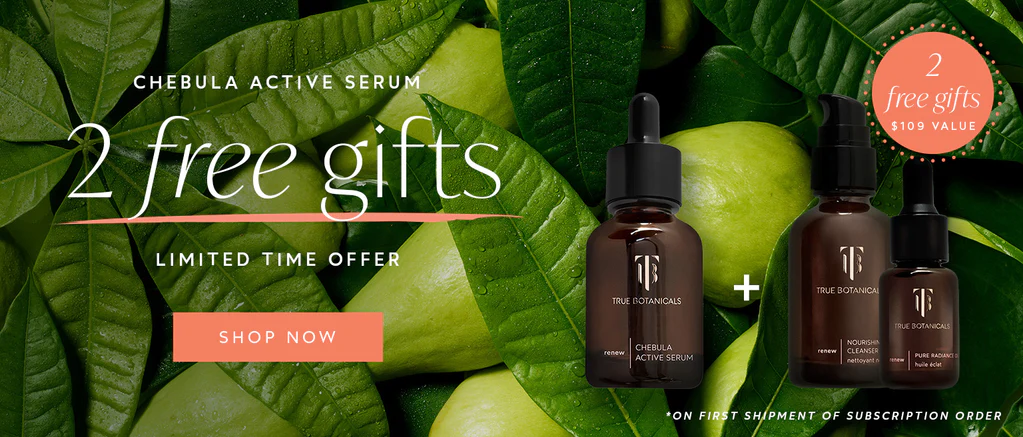 CHEBULA ACTIVE SERUM
2 free gifts
LIMITED TIME OFFER
SHOP NOW
2
free gifts
$109 VALUE
TRUE BOTANICALS
renew
CHEBULA
ACTIVE SERUM
+
TRUE BOTANICALS
renew
CLEANSER
nettoyant
TRUE BOTANICALS
renew
PURE RADIANCE
huile éclat
*ON FIRST SHIPMENT OF SUBSCRIPTION ORDER